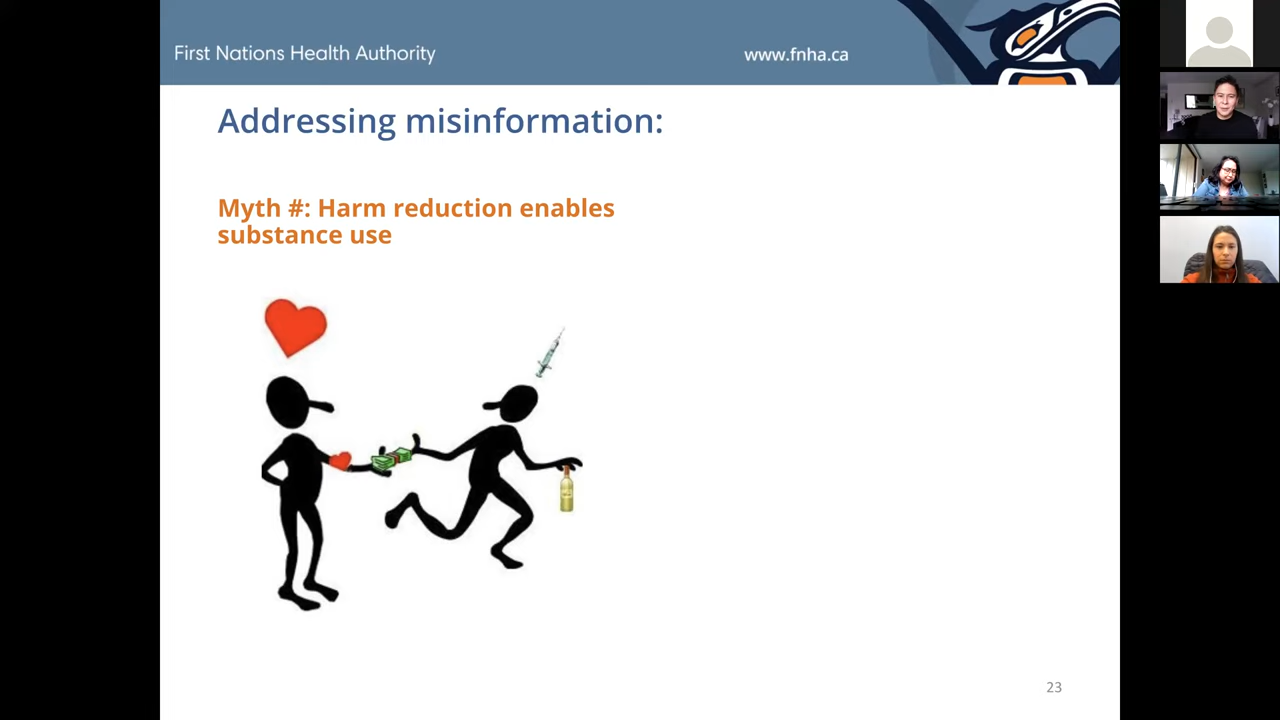 First Nations Health Authority
www.fnha.ca
Addressing misinformation:
Myth #: Harm reduction enables
substance use
23